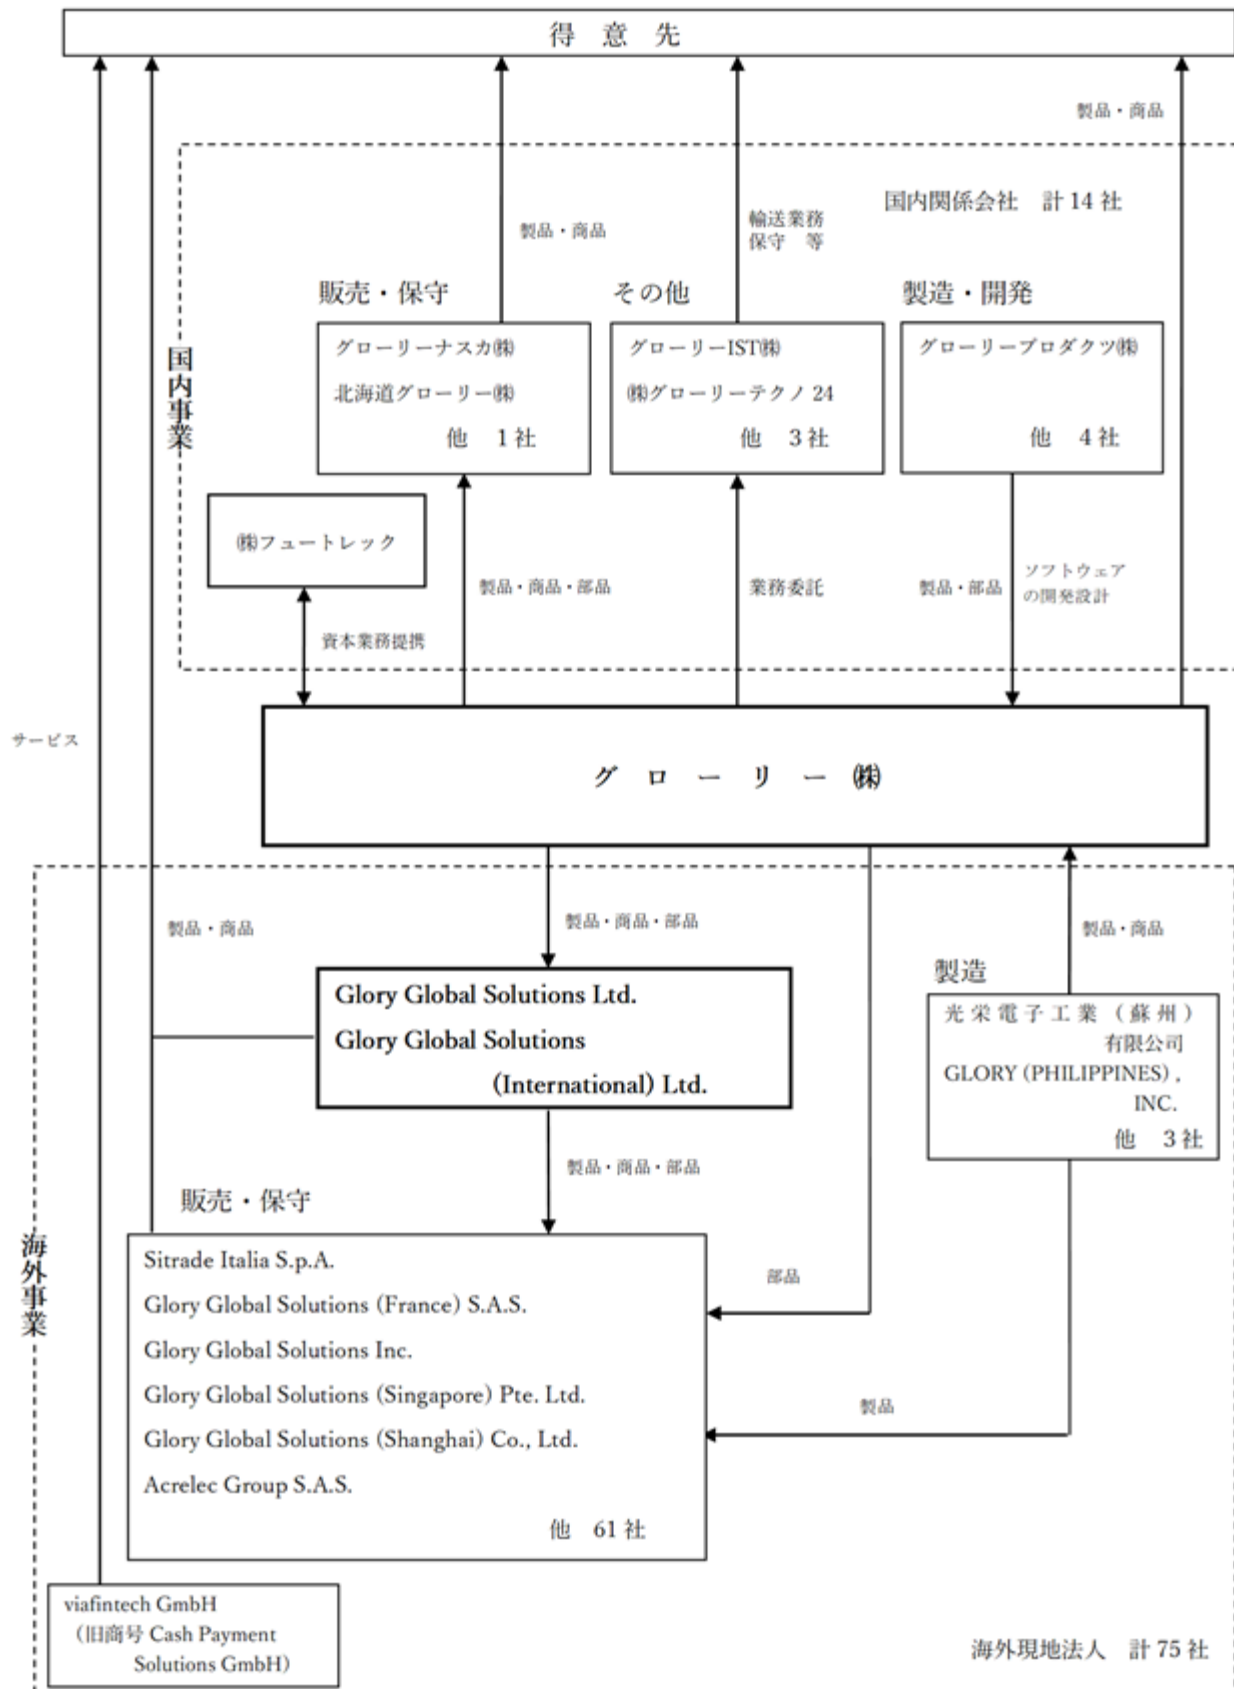 得意先
製品・商品
国内関係会社 計 14 社
製品・商品
輸送業務
保守 等
販売・保守
その他
製造・開発
国内事業
グローリーナスカ㈱
北海道グローリー㈱
他 1 社
グローリーIST㈱
㈱グローリーテクノ 24
他 3 社
グローリープロダクツ㈱
他 4 社
㈱フュートレック
製品・商品・部品
業務委託
製品・部品
ソフトウェア
の開発設計
資本業務提携
サービス
グローリー㈱
製品・商品
製品・商品・部品
製品・商品
製造
Glory Global Solutions Ltd.
Glory Global Solutions
(International) Ltd.
光栄電子工業（蘇州）
有限公司
GLORY (PHILIPPINES) ,
INC.
他 3 社
製品・商品・部品
販売・保守
海外事業
Sitrade Italia S.p.A.
Glory Global Solutions (France) S.A.S.
Glory Global Solutions Inc.
Glory Global Solutions (Singapore) Pte. Ltd.
Glory Global Solutions (Shanghai) Co., Ltd.
Acrelec Group S.A.S.
他 61 社
部品
製品
viafintech GmbH
（旧商号 Cash Payment
Solutions GmbH）
海外現地法人 計 75 社